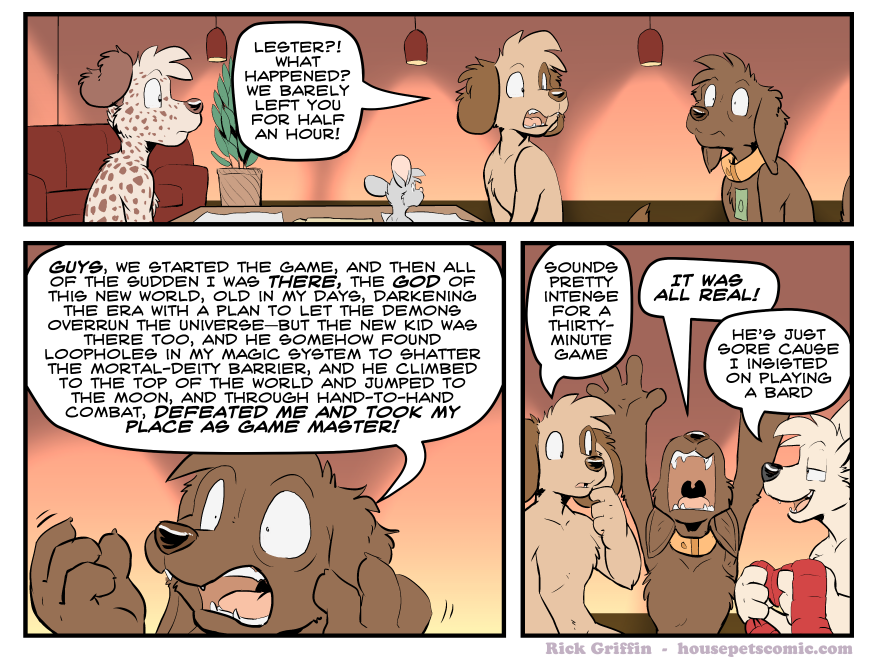 LESTER?!
WHAT
HAPPENED?
WE BARELY
LEFT YOU
FOR HALF
AN HOUR!
GUYS, WE STARTED THE GAME, AND THEN ALL
OF THE SUDDEN I WAS THERE, THE GOD OF
THIS NEW WORLD, OLD IN MY DAYS, DARKENING
THE ERA WITH A PLAN TO LET THE DEMONS
OVERRUN THE UNIVERSE—BUT THE NEW KID WAS
THERE TOO, AND HE SOMEHOW FOUND
LOOPHOLES IN MY MAGIC SYSTEM TO SHATTER
THE MORTAL-DEITY BARRIER, AND HE CLIMBED
TO THE TOP OF THE WORLD AND JUMPED TO
THE MOON, AND THROUGH HAND-TO-HAND
COMBAT, DEFEATED ME AND TOOK MY
PLACE AS GAME MASTER!
SOUNDS
PRETTY
INTENSE
FOR A
THIRTY-
MINUTE
GAME
IT WAS
ALL REAL!
HE'S JUST
SORE CAUSE
I INSISTED
ON PLAYING
A BARD
Rick Griffin - housepetscomic.com